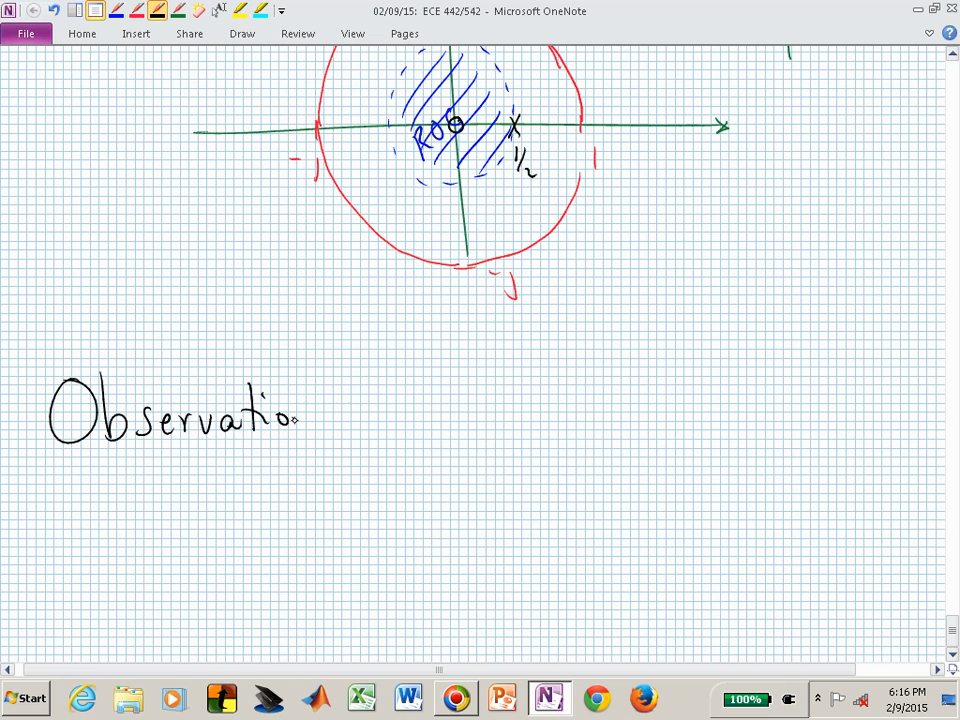 02/09/15: ECE 442/542 - Microsoft OneNote
File Home Insert Share Draw Review View Pages
ROC
1/2
-1 1
-j
Observatio
Start 100% 6:16 PM
2/9/2015